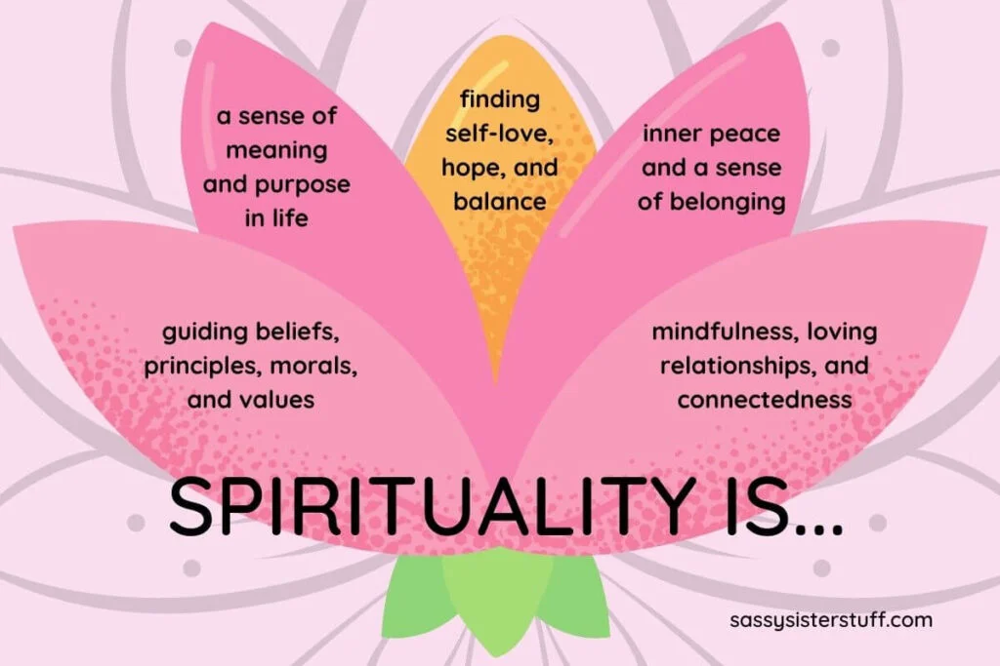 a sense of
meaning
and purpose
in life
finding
self-love,
hope, and
balance
inner peace
and a sense
of belonging
guiding beliefs,
principles, morals,
and values
mindfulness, loving
relationships, and
connectedness
SPIRITUALITY IS...
sassysisterstuff.com